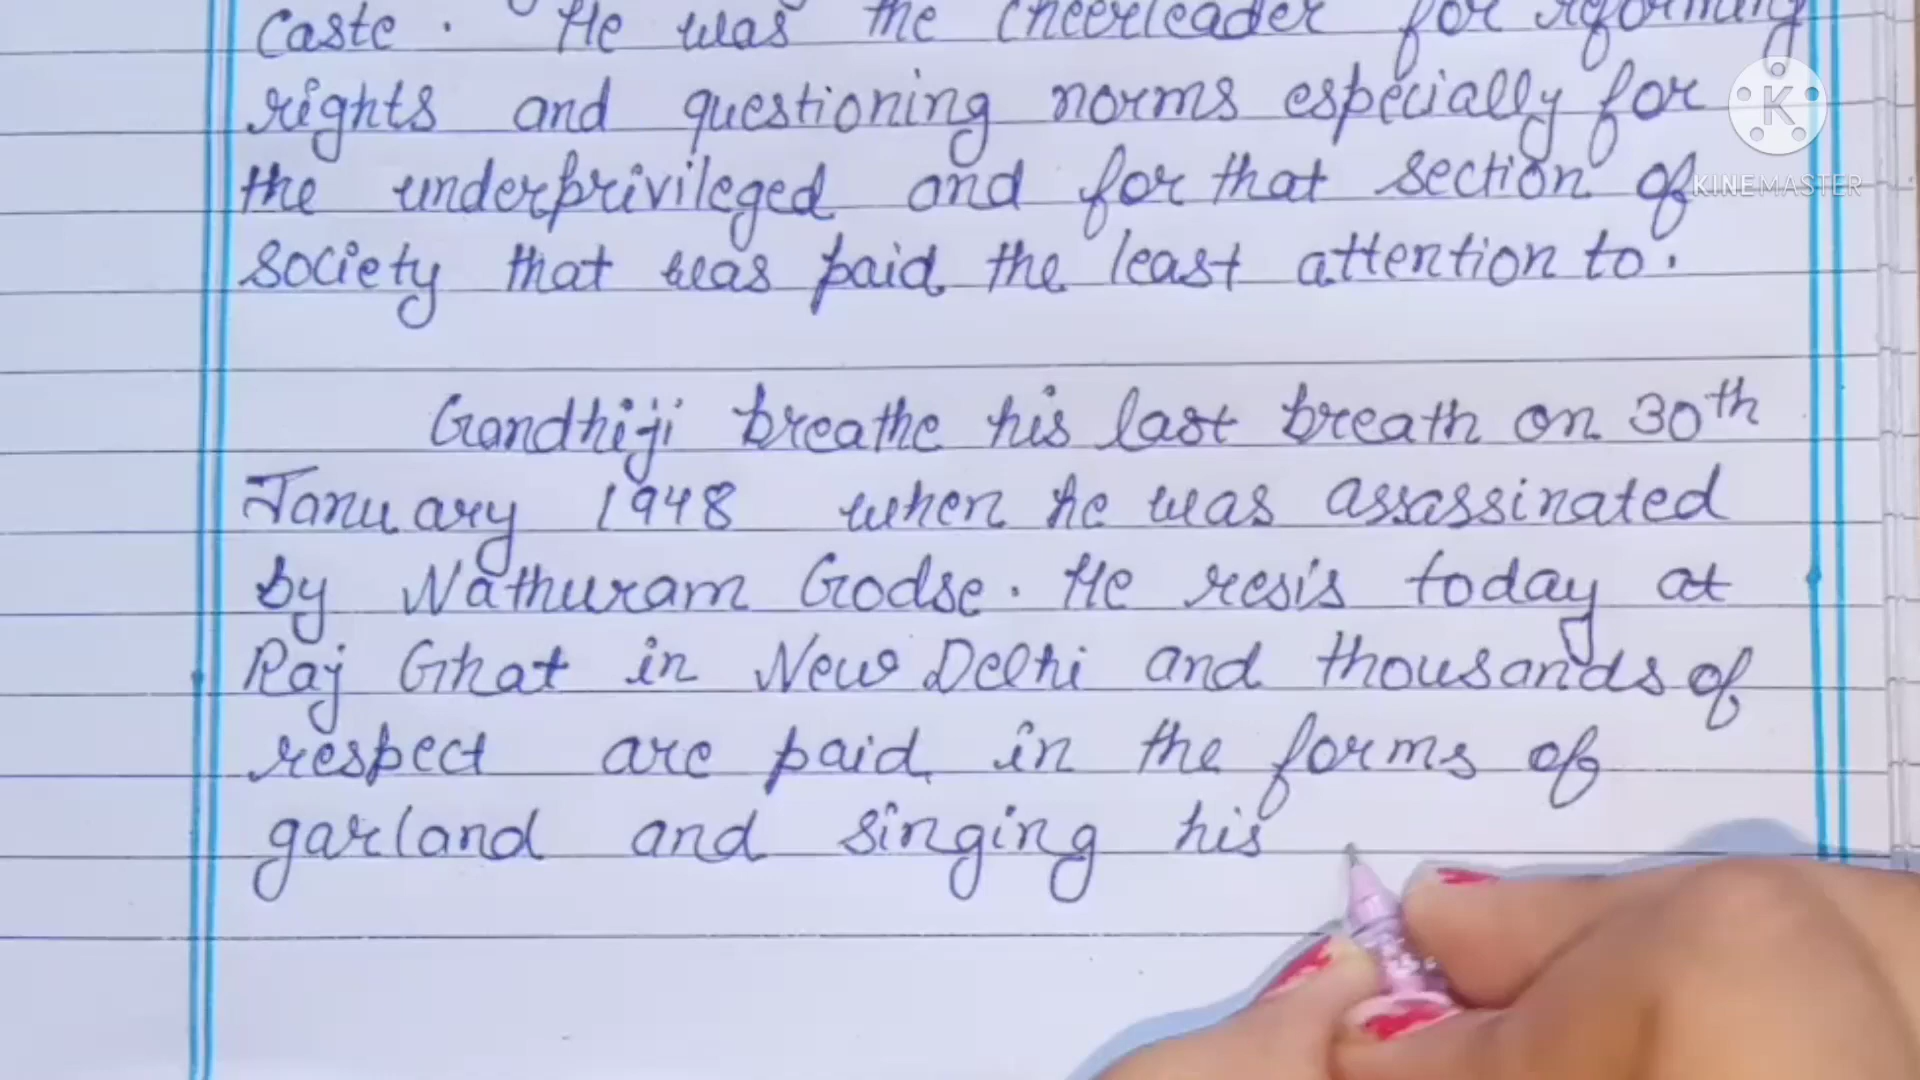 caste. He was the cheerleader for reforming
rights and questioning norms especially for
the underprivileged and for that section of
society that was paid the least attention to.
Gandhiji breathe his last breath on 30th
January 1948 when he was assassinated
by Nathuram Godse. He resis today at
Raj Ghat in New Delhi and thousands of
respect are paid in the forms of
garland and singing his
K
KINEMASTER